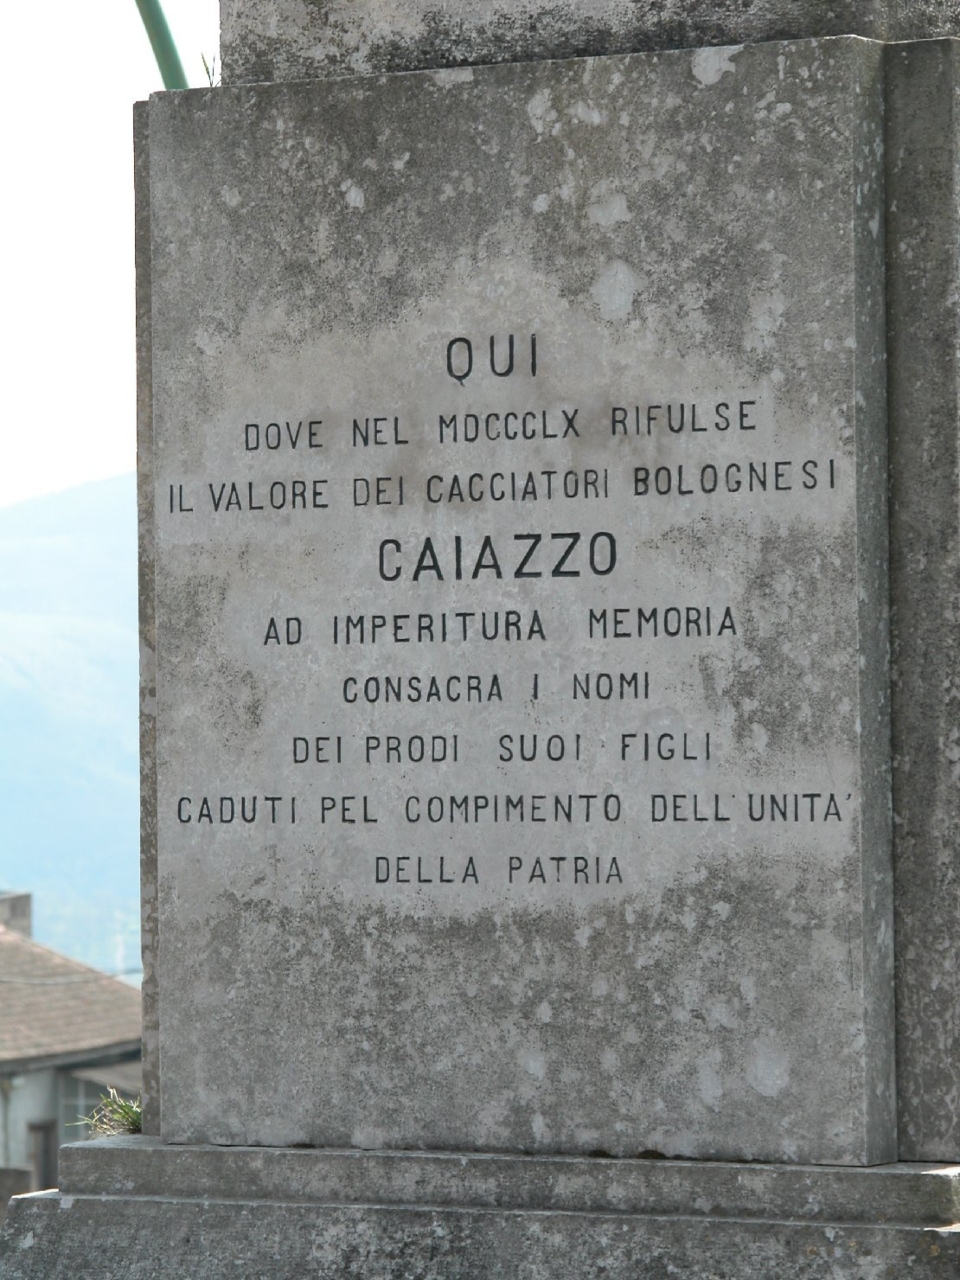 QUI
DOVE NEL MDCCCLX RIFULSE
IL VALORE DEI CACCIATORI BOLOGNESI
CAIAZZO
AD IMPERITURA MEMORIA
CONSACRA I NOMI
DEI PRODI SUOI FIGLI
CADUTI PEL COMPIMENTO DELL'UNITA'
DELLA PATRIA